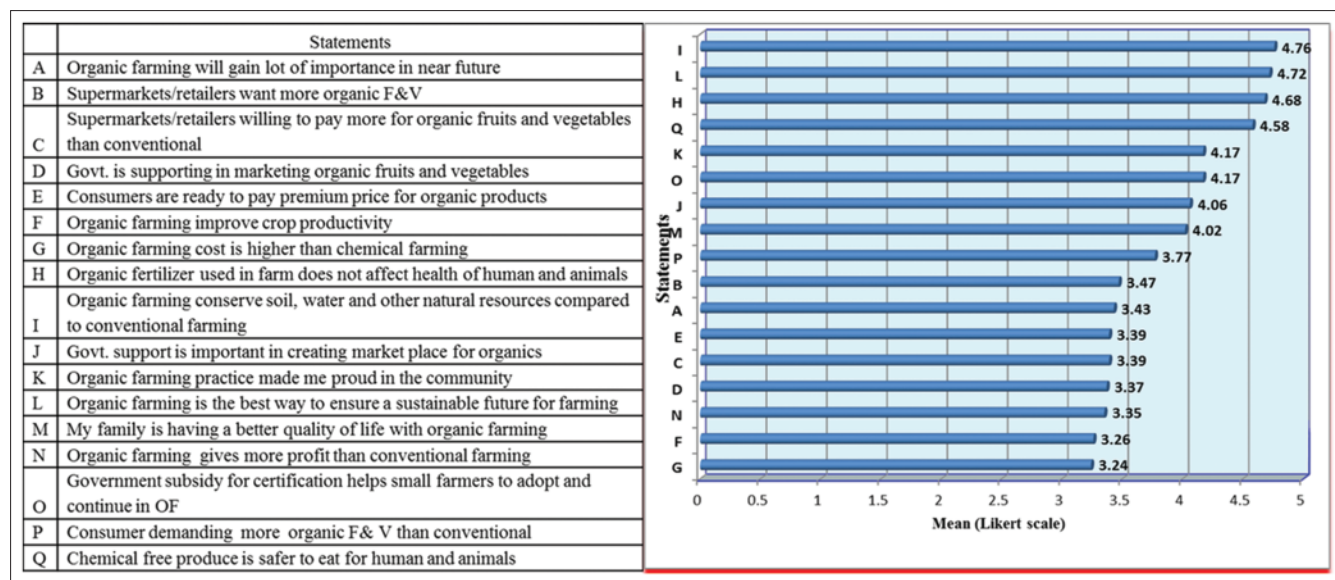 Statements
A Organic farming will gain lot of importance in near future
B Supermarkets/retailers want more organic F&V
Supermarkets/retailers willing to pay more for organic fruits and vegetables
C than conventional
D Govt. is supporting in marketing organic fruits and vegetables
E Consumers are ready to pay premium price for organic products
F Organic farming improve crop productivity
G Organic farming cost is higher than chemical farming
H Organic fertilizer used in farm does not affect health of human and animals
Organic farming conserve soil, water and other natural resources compared
I to conventional farming
J Govt. support is important in creating market place for organics
K Organic farming practice made me proud in the community
L Organic farming is the best way to ensure a sustainable future for farming
M My family is having a better quality of life with organic farming
N Organic farming gives more profit than conventional farming
Government subsidy for certification helps small farmers to adopt and
O continue in OF
P Consumer demanding more organic F& V than conventional
Q Chemical free produce is safer to eat for human and animals
Statements
I 4.76
L 4.72
H 4.68
Q 4.58
K 4.17
O 4.17
J 4.06
M 4.02
P 3.77
B 3.47
A 3.43
E 3.39
C 3.39
D 3.37
N 3.35
F 3.26
G 3.24
0 0.5 1 1.5 2 2.5 3 3.5 4 4.5 5
Mean (Likert scale)